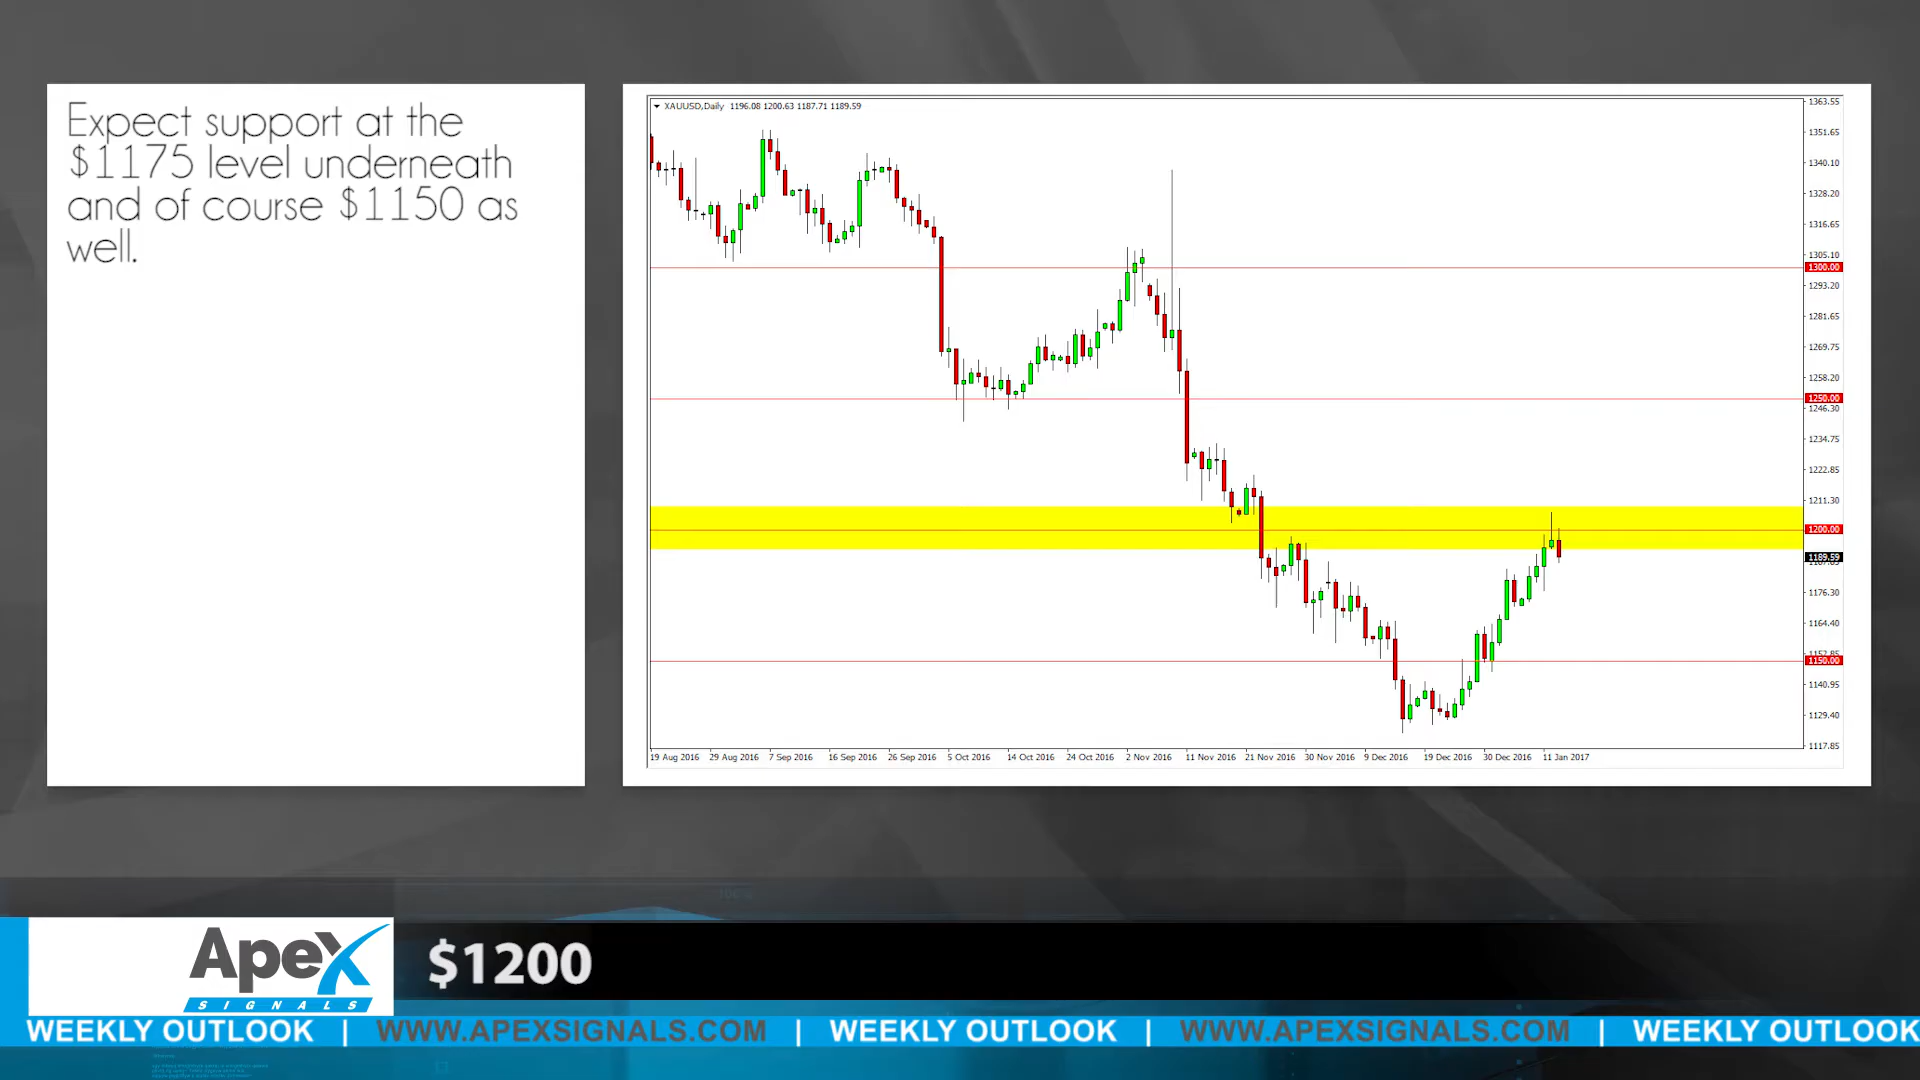 Expect support at the
$1175 level underneath
and of course $1150 as
well.
XAUUSD,Daily 1196.08 1200.63 1187.71 1189.59
1363.55
1351.65
1340.10
1328.20
1316.65
1305.10
1300.00
1293.20
1281.65
1269.75
1258.20
1250.00
1246.30
1234.75
1222.85
1211.30
1200.00
1189.59
1176.30
1164.40
1152.85
1150.00
1140.95
1129.40
1117.85
19 Aug 2016 29 Aug 2016 7 Sep 2016 16 Sep 2016 26 Sep 2016 5 Oct 2016 14 Oct 2016 24 Oct 2016 2 Nov 2016 11 Nov 2016 21 Nov 2016 30 Nov 2016 9 Dec 2016 19 Dec 2016 30 Dec 2016 11 Jan 2017
Apex
SIGNALS
$1200
WEEKLY OUTLOOK | WWW.APEXSIGNALS.COM | WEEKLY OUTLOOK | WWW.APEXSIGNALS.COM | WEEKLY OUTLOOK